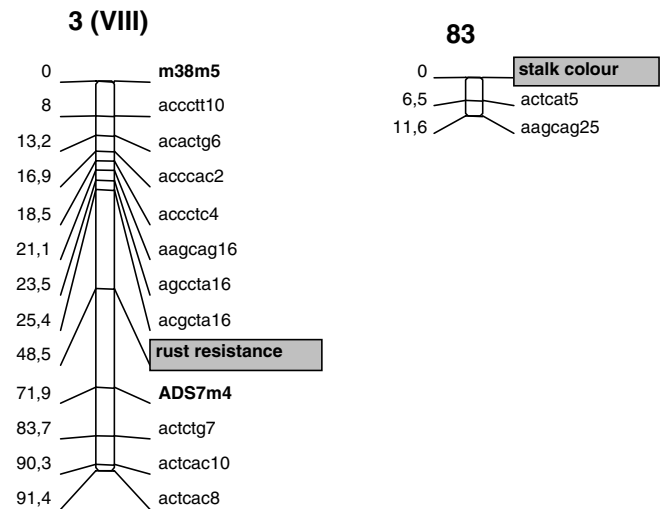 3 (VIII)
0 m38m5
8 accctt10
13,2 acactg6
16,9 acccac2
18,5 accctc4
21,1 aagcag16
23,5 agccta16
25,4 acgcta16
48,5 rust resistance
71,9 ADS7m4
83,7 actctg7
90,3 actcac10
91,4 actcac8
83
0 stalk colour
6,5 actcat5
11,6 aagcag25